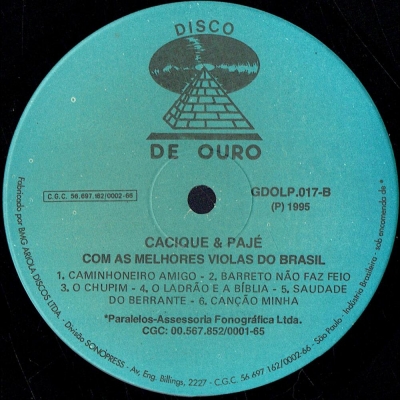 DISCO
DE OURO
C.G.C. 56.697.162/0002-65
GDOLP.017-B
(P) 1995
CACIQUE & PAJÉ
COM AS MELHORES VIOLAS DO BRASIL
1. CAMINHONEIRO AMIGO - 2. BARRETO NÃO FAZ FEIO
3. O CHUPIM - 4. O LADRÃO E A BÍBLIA - 5. SAUDADE
DO BERRANTE - 6. CANÇÃO MINHA
*Paralelos-Assessoria Fonográfica Ltda.
CGC: 00.567.852/0001-65
Fabricado por BMG ARIOLA DISCOS LTDA. - Divisão SONOPRESS - Av. Eng. Billings, 2227 - C.G.C. 56 697 162/0002-66 - São Paulo - Indústria Brasileira - sob encomenda de *